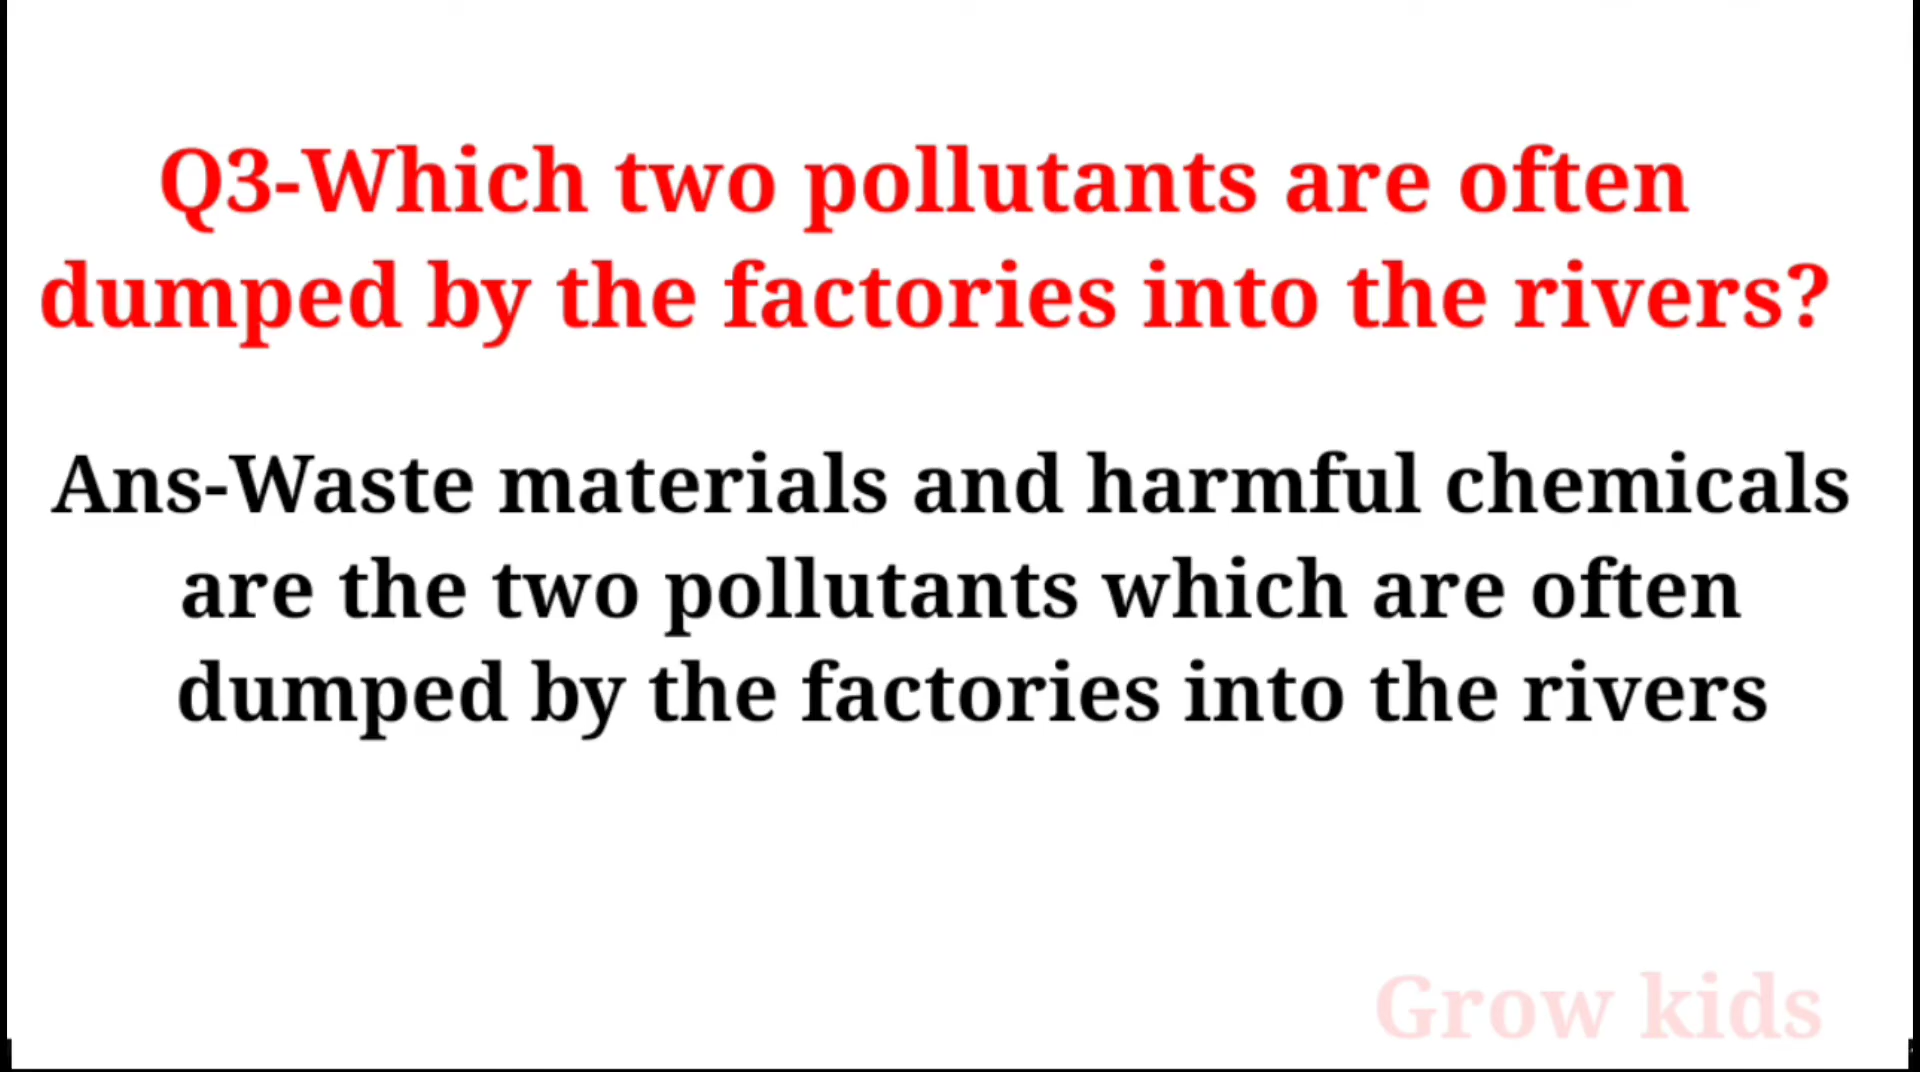 Q3-Which two pollutants are often
dumped by the factories into the rivers?
Ans-Waste materials and harmful chemicals
are the two pollutants which are often
dumped by the factories into the rivers
Grow kids